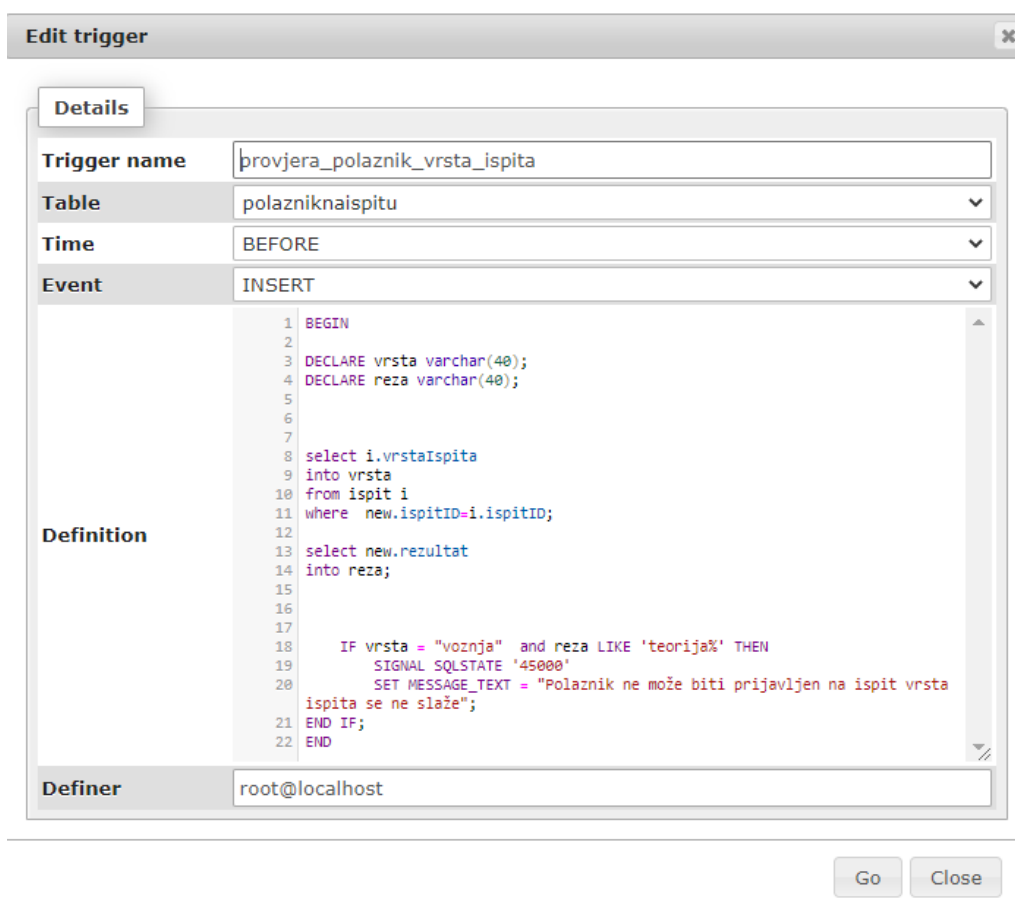 Edit trigger
Details
Trigger name provjera_polaznik_vrsta_ispita
Table polazniknaispitu
Time BEFORE
Event INSERT
Definition
1 BEGIN
2
3 DECLARE vrsta varchar(40);
4 DECLARE reza varchar(40);
5
6
7
8 select i.vrstaIspita
9 into vrsta
10 from ispit i
11 where  new.ispitID=i.ispitID;
12
13 select new.rezultat
14 into reza;
15
16
17
18     IF vrsta = "voznja"  and reza LIKE 'teorija%' THEN
19         SIGNAL SQLSTATE '45000'
20         SET MESSAGE_TEXT = "Polaznik ne može biti prijavljen na ispit vrsta
ispita se ne slaže";
21 END IF;
22 END
Definer root@localhost
Go Close